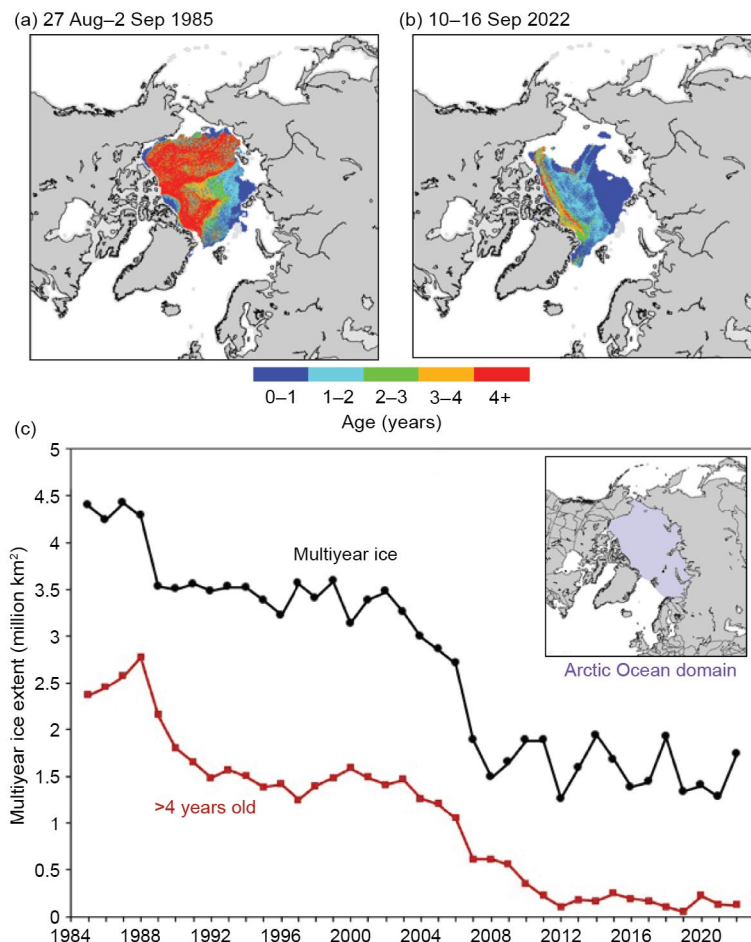 (a) 27 Aug–2 Sep 1985
(b) 10–16 Sep 2022
0–1 1–2 2–3 3–4 4+
Age (years)
(c)
Multiyear ice extent (million km²)
5
4.5
4
3.5
3
2.5
2
1.5
1
0.5
0
Multiyear ice
>4 years old
Arctic Ocean domain
1984 1988 1992 1996 2000 2004 2008 2012 2016 2020